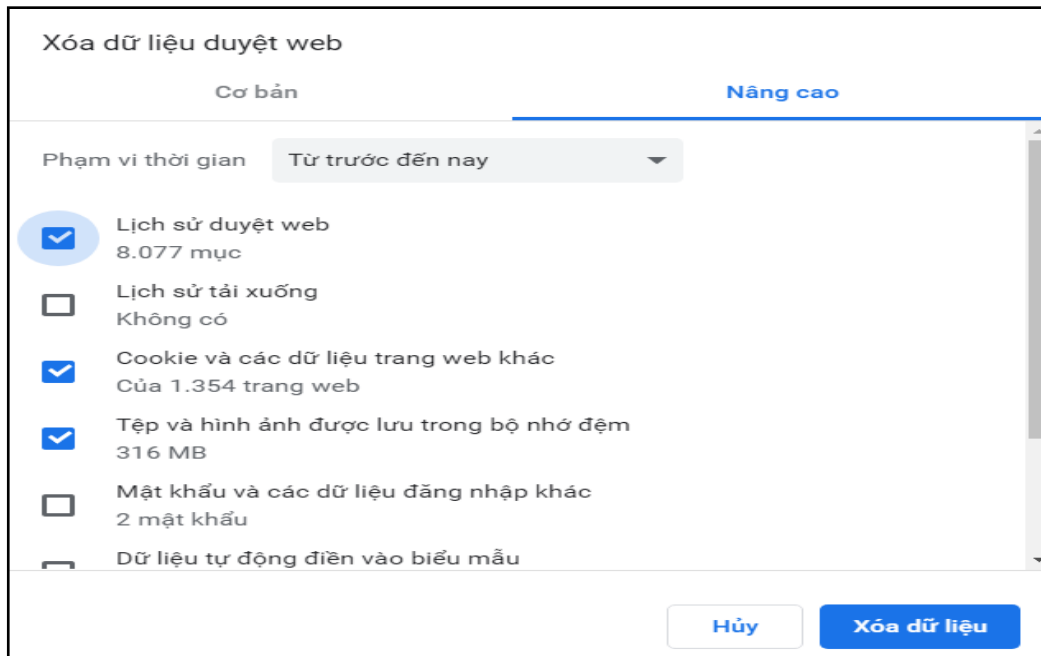 Xóa dữ liệu duyệt web
Cơ bản
Nâng cao
Phạm vi thời gian
Từ trước đến nay
Lịch sử duyệt web
8.077 mục
Lịch sử tải xuống
Không có
Cookie và các dữ liệu trang web khác
Của 1.354 trang web
Tệp và hình ảnh được lưu trong bộ nhớ đệm
316 MB
Mật khẩu và các dữ liệu đăng nhập khác
2 mật khẩu
Dữ liệu tự động điền vào biểu mẫu
Hủy
Xóa dữ liệu